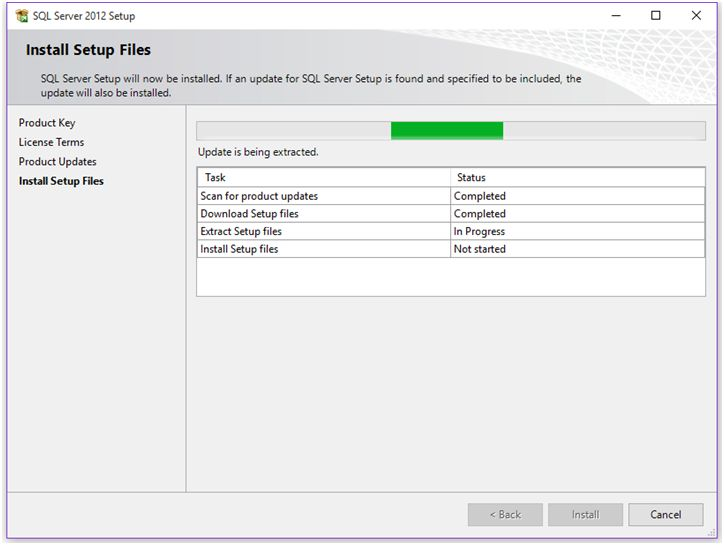 SQL Server 2012 Setup
Install Setup Files
SQL Server Setup will now be installed. If an update for SQL Server Setup is found and specified to be included, the
update will also be installed.
Product Key
License Terms
Product Updates
Install Setup Files
Update is being extracted.
Task Status
Scan for product updates Completed
Download Setup files Completed
Extract Setup files In Progress
Install Setup files Not started
< Back Install Cancel